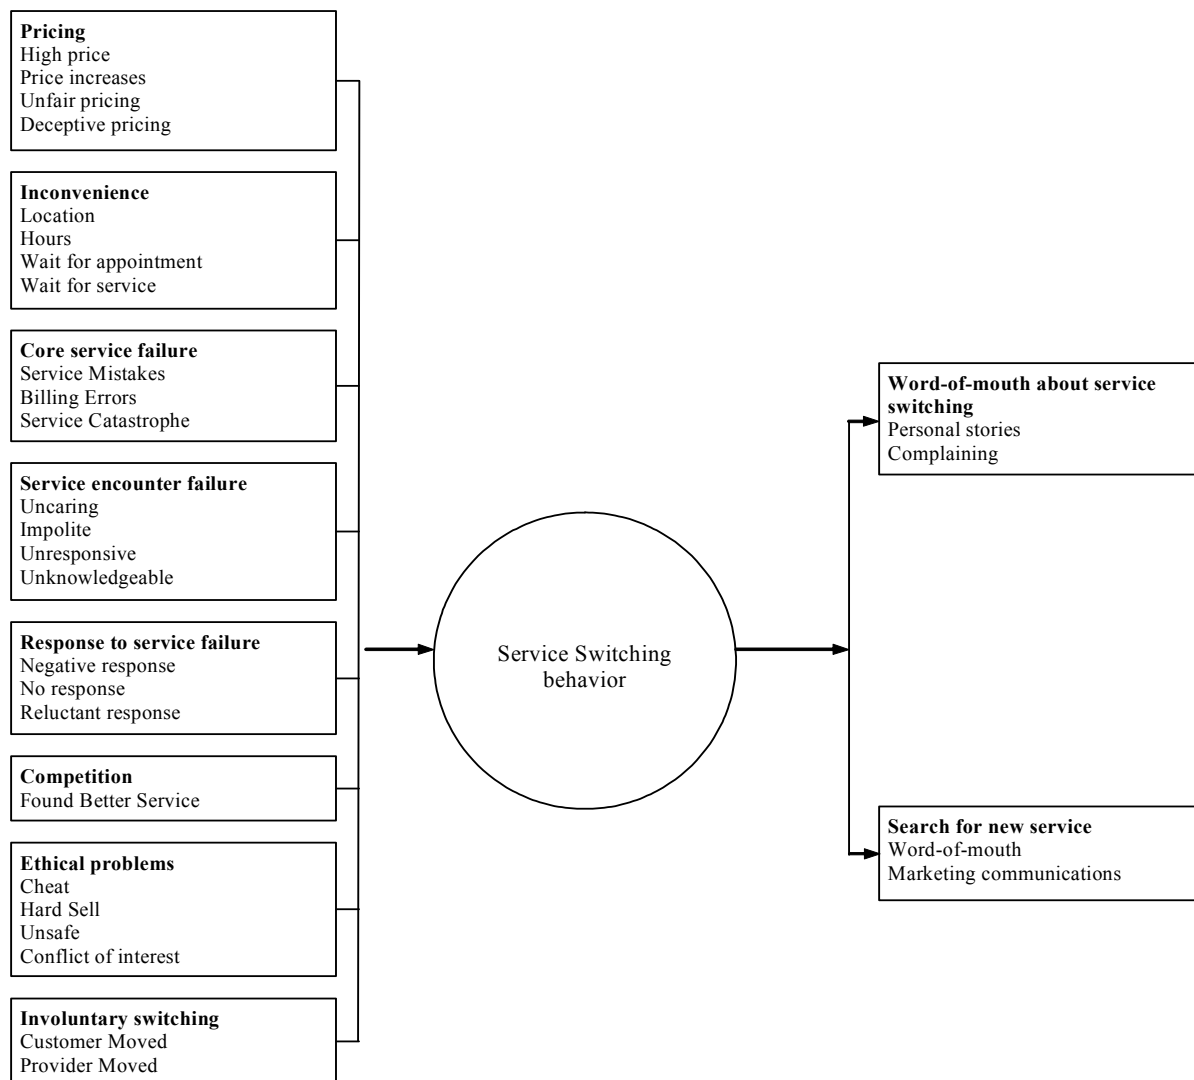 Pricing
High price
Price increases
Unfair pricing
Deceptive pricing
Inconvenience
Location
Hours
Wait for appointment
Wait for service
Core service failure
Service Mistakes
Billing Errors
Service Catastrophe
Service encounter failure
Uncaring
Impolite
Unresponsive
Unknowledgeable
Response to service failure
Negative response
No response
Reluctant response
Competition
Found Better Service
Ethical problems
Cheat
Hard Sell
Unsafe
Conflict of interest
Involuntary switching
Customer Moved
Provider Moved
Service Switching
behavior
Word-of-mouth about service
switching
Personal stories
Complaining
Search for new service
Word-of-mouth
Marketing communications